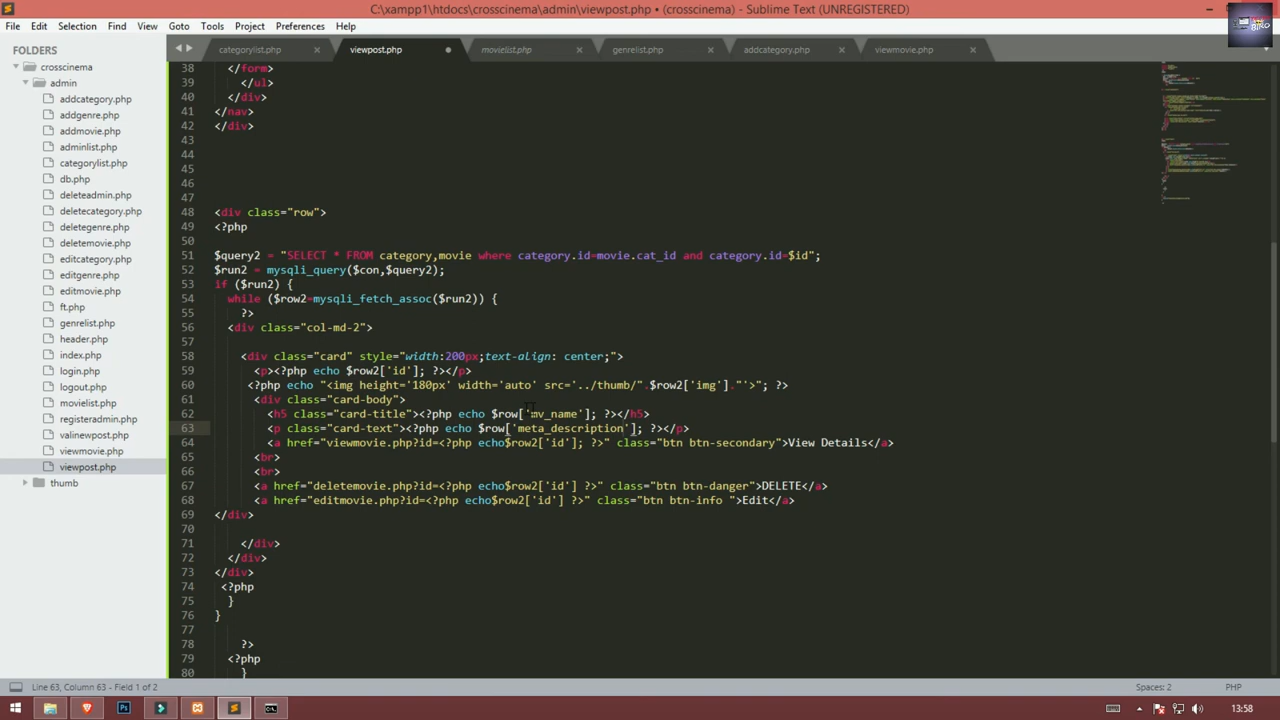 C:\xampp1\htdocs\crosscinema\admin\viewpost.php • (crosscinema) - Sublime Text (UNREGISTERED)
File Edit Selection Find View Goto Tools Project Preferences Help
FOLDERS
crosscinema
admin
addcategory.php
addgenre.php
addmovie.php
adminlist.php
categorylist.php
db.php
deleteadmin.php
deletecategory.php
deletegenre.php
deletemovie.php
editcategory.php
editgenre.php
editmovie.php
ft.php
genrelist.php
header.php
index.php
login.php
logout.php
movielist.php
registeradmin.php
valinewpost.php
viewmovie.php
viewpost.php
thumb
categorylist.php × viewpost.php • movielist.php × genrelist.php × addcategory.php × viewmovie.php ×
38 </form>
39 </ul>
40 </div>
41 </nav>
42 </div>
43
44
45
46
47
48 <div class="row">
49 <?php
50
51 $query2 = "SELECT * FROM category,movie where category.id=movie.cat_id and category.id=$id";
52 $run2 = mysqli_query($con,$query2);
53 if ($run2) {
54 while ($row2=mysqli_fetch_assoc($run2)) {
55 ?>
56 <div class="col-md-2">
57
58 <div class="card" style="width:200px;text-align: center;">
59 <p><?php echo $row2['id']; ?></p>
60 <?php echo "<img height='180px' width='auto' src='../thumb/".$row2['img']."'>"; ?>
61 <div class="card-body">
62 <h5 class="card-title"><?php echo $row['mv_name']; ?></h5>
63 <p class="card-text"><?php echo $row['meta_description']; ?></p>
64 <a href="viewmovie.php?id=<?php echo$row2['id']; ?>" class="btn btn-secondary">View Details</a>
65 <br>
66 <br>
67 <a href="deletemovie.php?id=<?php echo$row2['id'] ?>" class="btn btn-danger">DELETE</a>
68 <a href="editmovie.php?id=<?php echo$row2['id'] ?>" class="btn btn-info ">Edit</a>
69 </div>
70
71 </div>
72 </div>
73 </div>
74 <?php
75 }
76 }
77
78 ?>
79 <?php
80 }
Line 63, Column 63 - Field 1 of 2
Spaces: 2
PHP
13:58